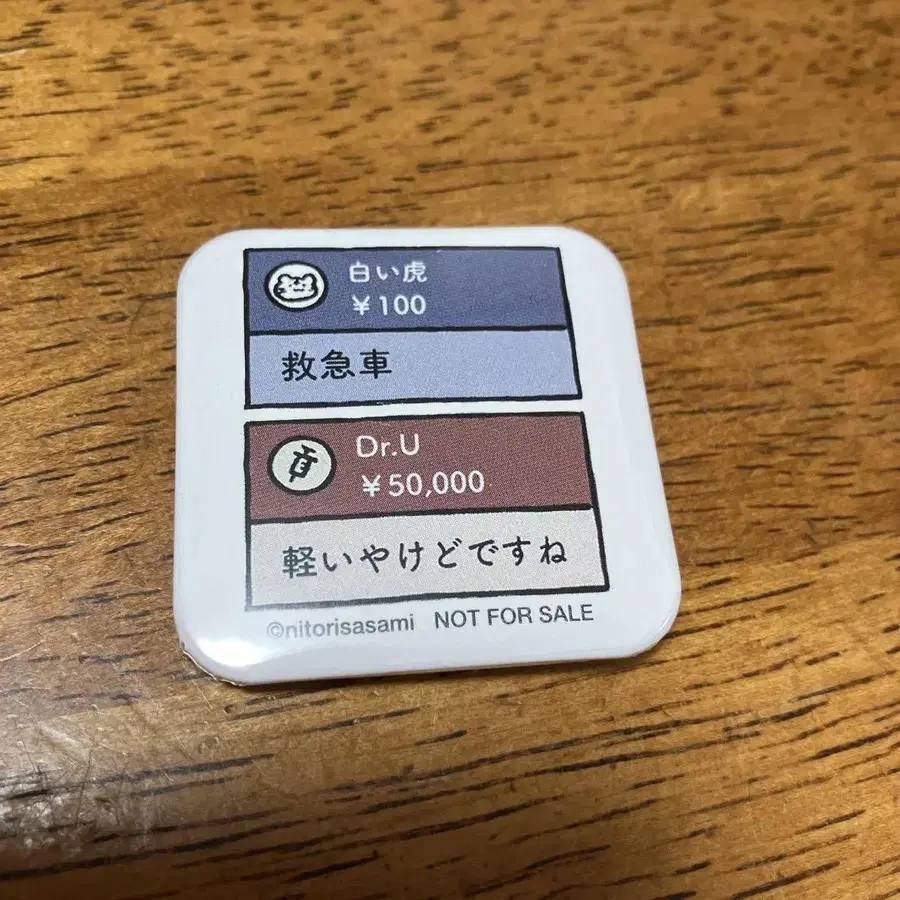 白い虎
￥100
救急車
Dr.U
￥50,000
軽いやけどですね
©nitorisasami NOT FOR SALE